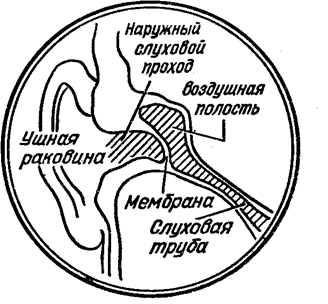 Наружный
слуховой
проход
Воздушная
полость
Ушная
раковина
Мембрана
Слуховая
труба